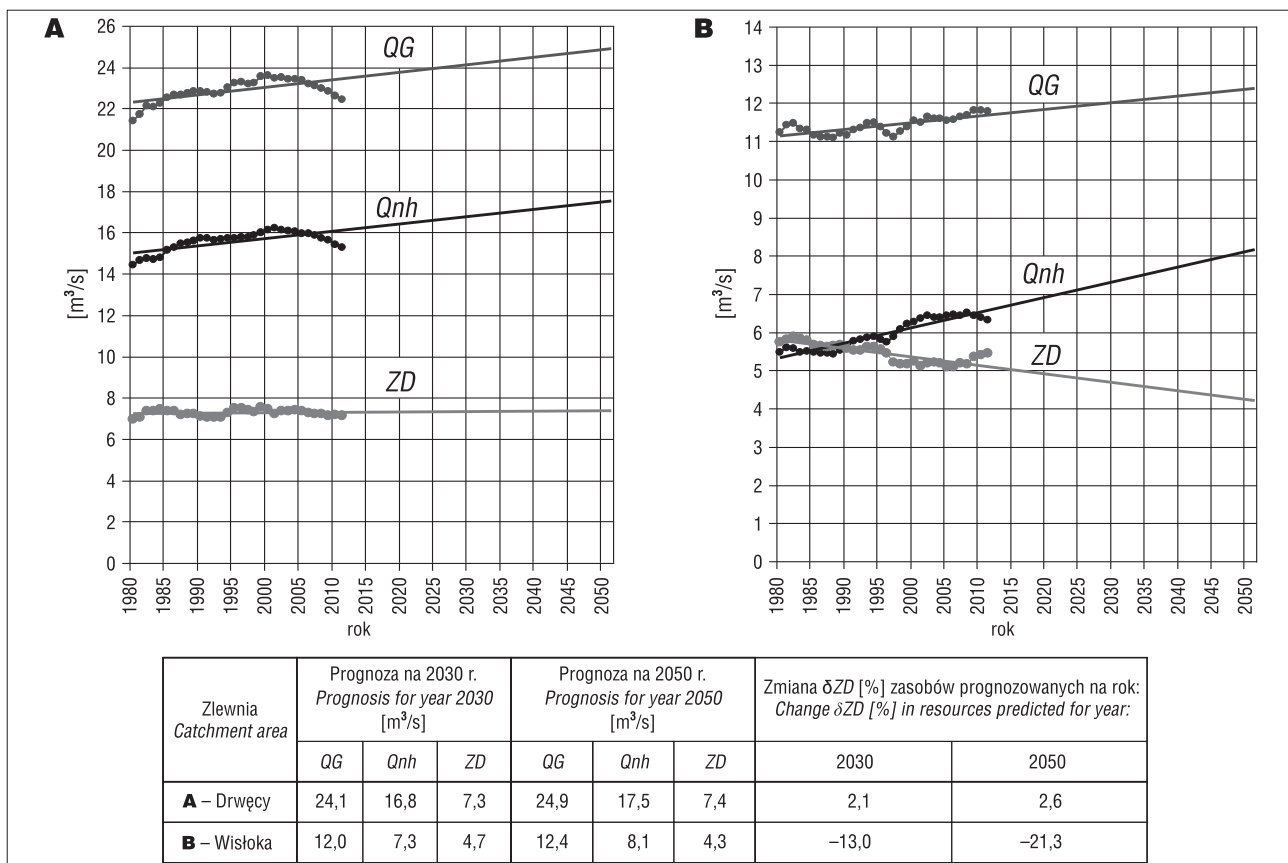 A
26
24
22
20
18
16
14
12
10
8
6
4
2
0
[m³/s]
QG
Qnh
ZD
1980 1985 1990 1995 2000 2005 2010 2015 2020 2025 2030 2035 2040 2045 2050
rok
B
14
13
12
11
10
9
8
7
6
5
4
3
2
1
0
[m³/s]
QG
Qnh
ZD
1980 1985 1990 1995 2000 2005 2010 2015 2020 2025 2030 2035 2040 2045 2050
rok
Zlewnia
Catchment area
Prognoza na 2030 r.
Prognosis for year 2030
[m³/s]
Prognoza na 2050 r.
Prognosis for year 2050
[m³/s]
Zmiana δZD [%] zasobów prognozowanych na rok:
Change δZD [%] in resources predicted for year:
QG Qnh ZD QG Qnh ZD 2030 2050
A – Drwęcy 24,1 16,8 7,3 24,9 17,5 7,4 2,1 2,6
B – Wisłoka 12,0 7,3 4,7 12,4 8,1 4,3 –13,0 –21,3